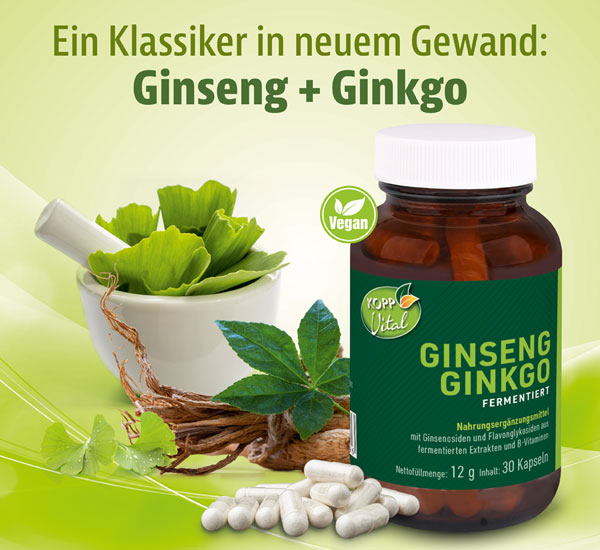 Ein Klassiker in neuem Gewand:
Ginseng + Ginkgo
Vegan
KOPP
Vital
GINSENG
GINKGO
FERMENTIERT
Nahrungsergänzungsmittel
mit Ginsenosiden und Flavonglykosiden aus
fermentierten Extrakten und B-Vitaminen
Nettofüllmenge: 12 g Inhalt: 30 Kapseln